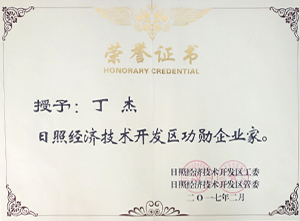 荣誉证书
HONORARY CREDENTIAL
授予：丁 杰
日照经济技术开发区功勋企业家。
日照经济技术开发区工委
日照经济技术开发区管委
二〇一七年二月